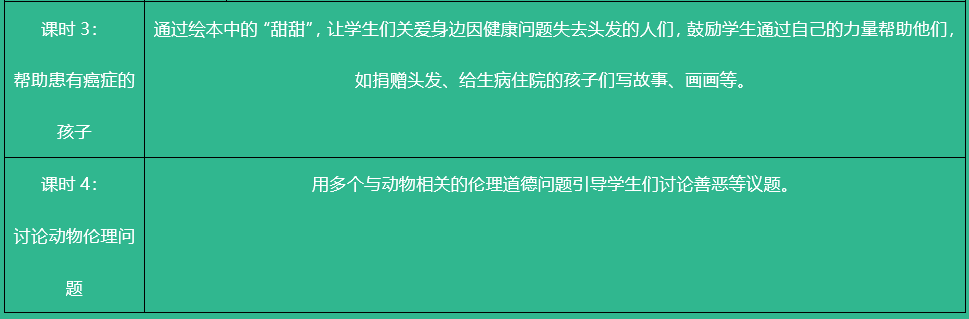 课时 3：
帮助患有癌症的
孩子
通过绘本中的 “甜甜”，让学生们关爱身边因健康问题失去头发的人们，鼓励学生通过自己的力量帮助他们，
如捐赠头发、给生病住院的孩子们写故事、画画等。
课时 4：
讨论动物伦理问
题
用多个与动物相关的伦理道德问题引导学生们讨论善恶等议题。